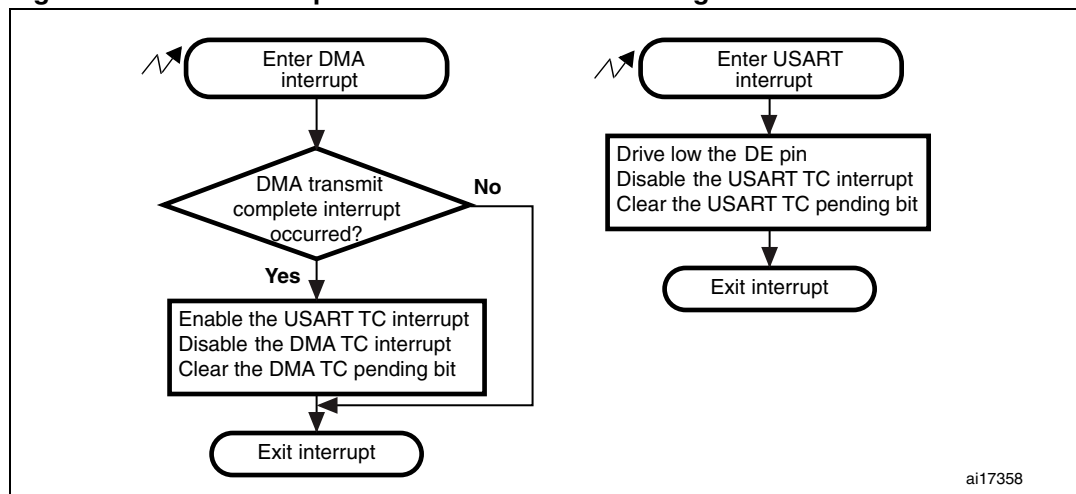 Enter DMA
interrupt
DMA transmit
complete interrupt
occurred?
No
Yes
Enable the USART TC interrupt
Disable the DMA TC interrupt
Clear the DMA TC pending bit
Exit interrupt
Enter USART
interrupt
Drive low the DE pin
Disable the USART TC interrupt
Clear the USART TC pending bit
Exit interrupt
ai17358